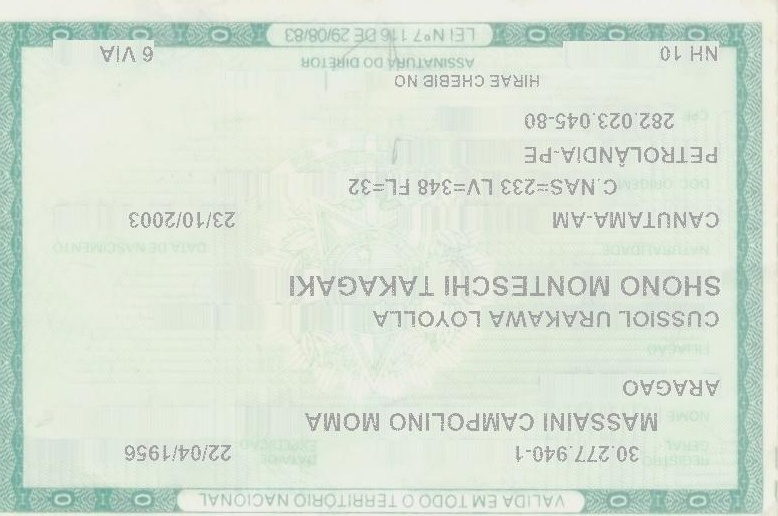 VALIDA EM TODO O TERRITÓRIO NACIONAL
REGISTRO GERAL 30.277.940-1 DATA DE EXPEDIÇÃO 22/04/1956
NOME MASSAINI CAMPOLINO MOMA
ARAGAO
FILIAÇÃO
CUSSIOL URAKAWA LOYOLLA
SHONO MONTESCHI TAKAGAKI
NATURALIDADE DATA DE NASCIMENTO
CANUTAMA-AM 23/10/2003
DOC. ORIGEM C.NAS=233 LV=348 FL=32
PETROLÂNDIA-PE
CPF 282.023.045-80
HIRAE CHEBIE NO
ASSINATURA DO DIRETOR
NH 10 6 VIA
LEI Nº 7.116 DE 29/08/83